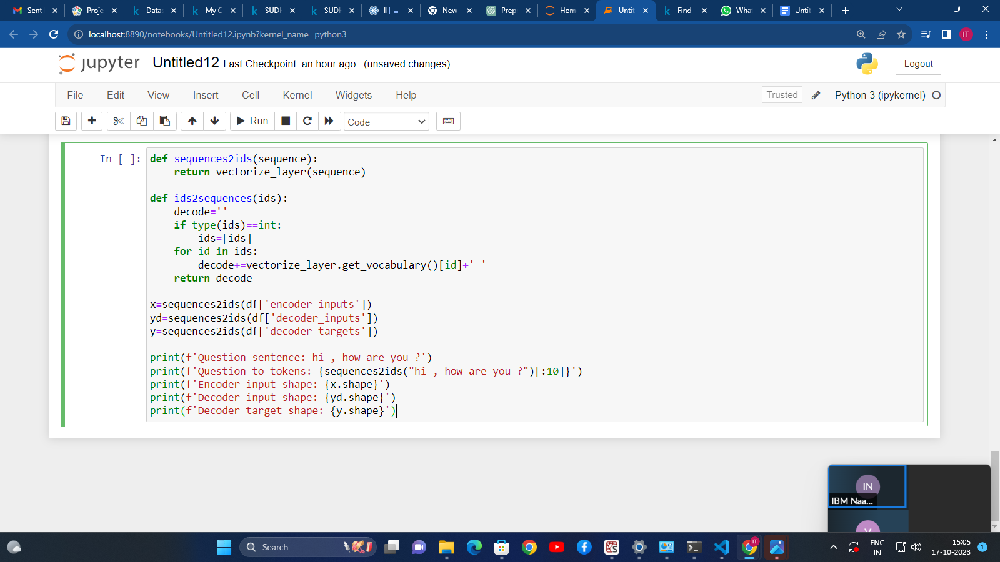 Sent
Proje
Data
My C
SUDI
SUDI
New
Prep
Hom
Untit
Find
Wha
Untit
localhost:8890/notebooks/Untitled12.ipynb?kernel_name=python3
IT
jupyter Untitled12 Last Checkpoint: an hour ago (unsaved changes)
Logout
File Edit View Insert Cell Kernel Widgets Help
Trusted Python 3 (ipykernel)
Run Code
In [ ]:
def sequences2ids(sequence):
    return vectorize_layer(sequence)
def ids2sequences(ids):
    decode=''
    if type(ids)==int:
        ids=[ids]
    for id in ids:
        decode+=vectorize_layer.get_vocabulary()[id]+' '
    return decode
x=sequences2ids(df['encoder_inputs'])
yd=sequences2ids(df['decoder_inputs'])
y=sequences2ids(df['decoder_targets'])
print(f'Question sentence: hi , how are you ?')
print(f'Question to tokens: {sequences2ids("hi , how are you ?")[:10]}')
print(f'Encoder input shape: {x.shape}')
print(f'Decoder input shape: {yd.shape}')
print(f'Decoder target shape: {y.shape}')
IN
IBM Naa...
Search
IT
ENG
IN
15:05
17-10-2023
1